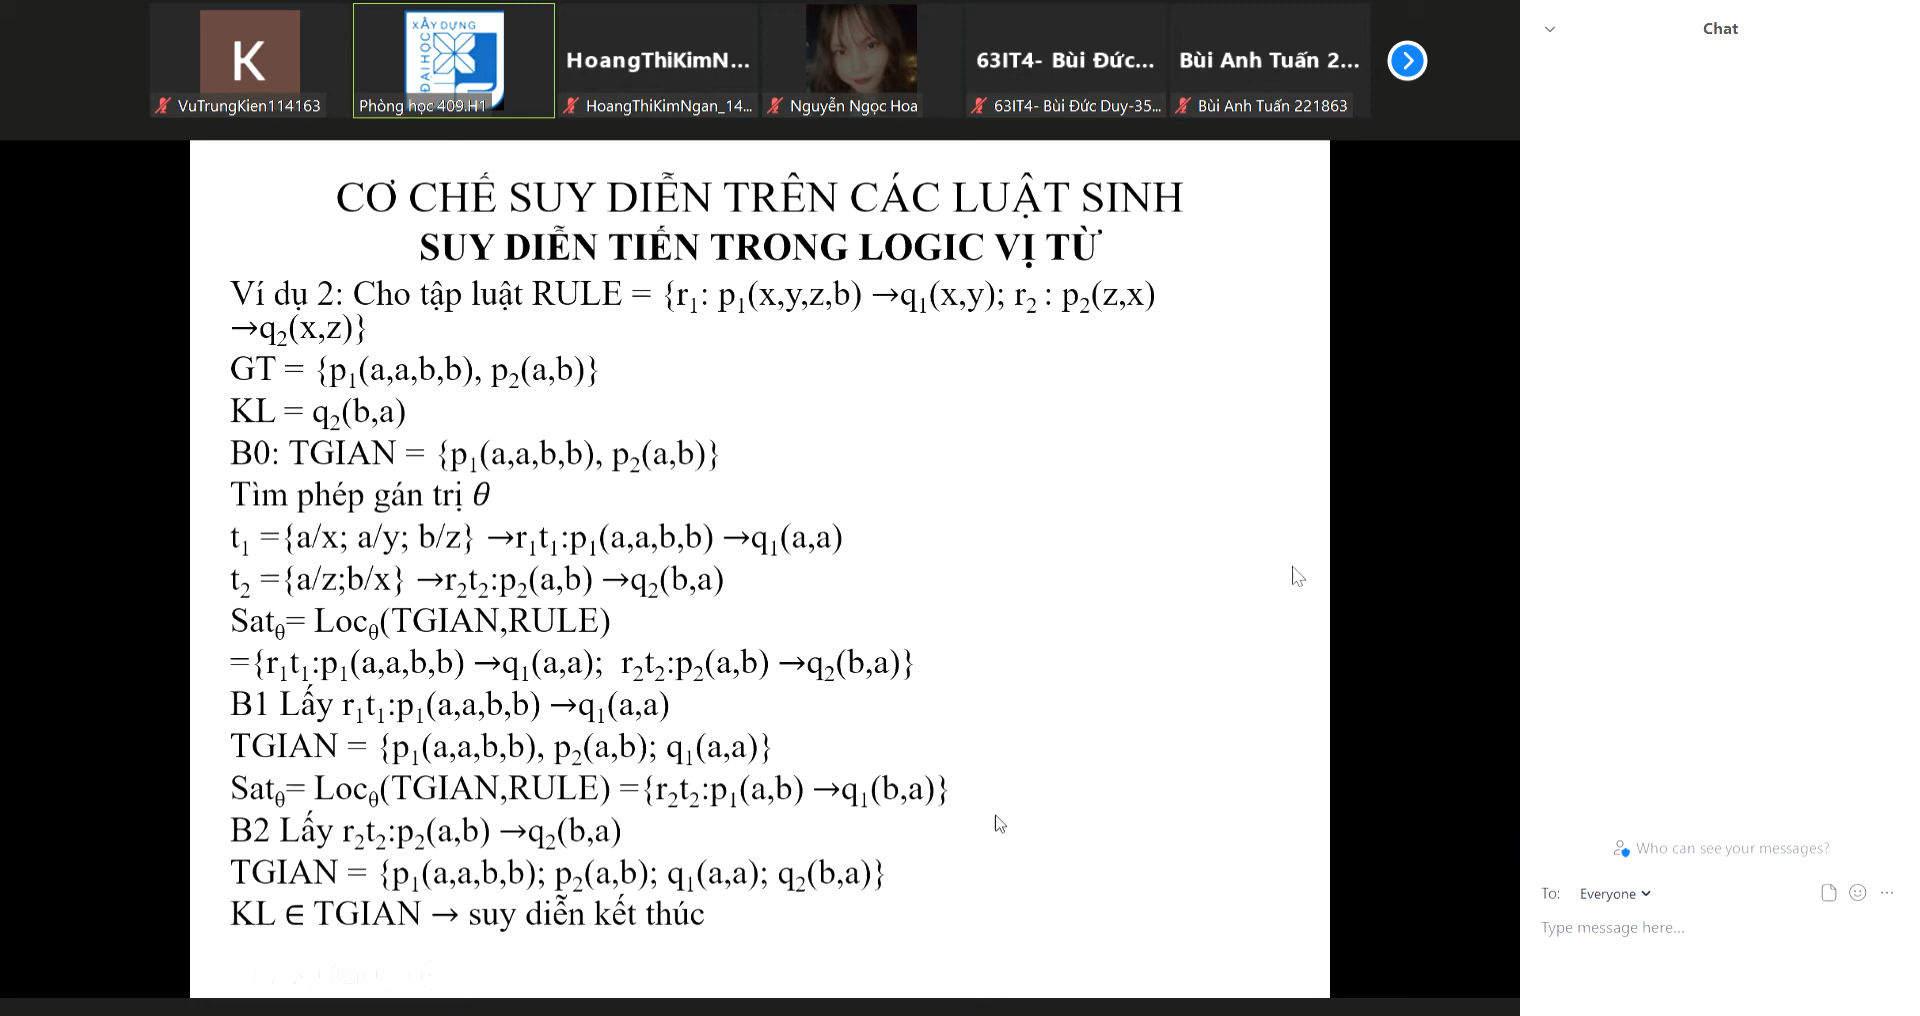 K
VuTrungKien114163
XÂY DỰNG
ĐẠI HỌC
Phòng học 409.H1
HoangThiKimN...
HoangThiKimNgan_14...
Nguyễn Ngọc Hoa
63IT4- Bùi Đức...
63IT4- Bùi Đức Duy-35...
Bùi Anh Tuấn 2...
Bùi Anh Tuấn 221863
CƠ CHẾ SUY DIỄN TRÊN CÁC LUẬT SINH
SUY DIỄN TIẾN TRONG LOGIC VỊ TỪ
Ví dụ 2: Cho tập luật RULE = {r₁: p₁(x,y,z,b) →q₁(x,y); r₂ : p₂(z,x)
→q₂(x,z)}
GT = {p₁(a,a,b,b), p₂(a,b)}
KL = q₂(b,a)
B0: TGIAN = {p₁(a,a,b,b), p₂(a,b)}
Tìm phép gán trị θ
t₁ ={a/x; a/y; b/z} →r₁t₁:p₁(a,a,b,b) →q₁(a,a)
t₂ ={a/z;b/x} →r₂t₂:p₂(a,b) →q₂(b,a)
Satθ= Locθ(TGIAN,RULE)
={r₁t₁:p₁(a,a,b,b) →q₁(a,a); r₂t₂:p₂(a,b) →q₂(b,a)}
B1 Lấy r₁t₁:p₁(a,a,b,b) →q₁(a,a)
TGIAN = {p₁(a,a,b,b), p₂(a,b); q₁(a,a)}
Satθ= Locθ(TGIAN,RULE) ={r₂t₂:p₁(a,b) →q₁(b,a)}
B2 Lấy r₂t₂:p₂(a,b) →q₂(b,a)
TGIAN = {p₁(a,a,b,b); p₂(a,b); q₁(a,a); q₂(b,a)}
KL ∈ TGIAN → suy diễn kết thúc
Chat
Who can see your messages?
To: Everyone
Type message here...